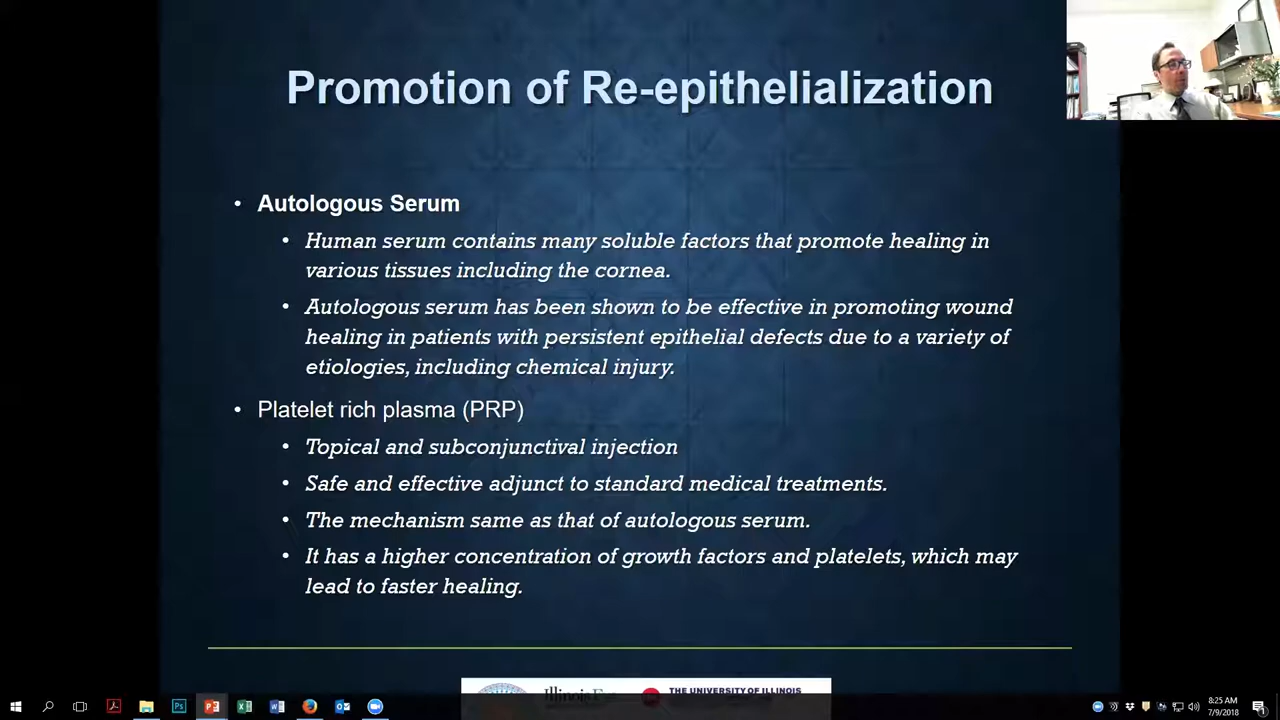 Promotion of Re-epithelialization
• Autologous Serum
• Human serum contains many soluble factors that promote healing in
various tissues including the cornea.
• Autologous serum has been shown to be effective in promoting wound
healing in patients with persistent epithelial defects due to a variety of
etiologies, including chemical injury.
• Platelet rich plasma (PRP)
• Topical and subconjunctival injection
• Safe and effective adjunct to standard medical treatments.
• The mechanism same as that of autologous serum.
• It has a higher concentration of growth factors and platelets, which may
lead to faster healing.
THE UNIVERSITY OF ILLINOIS
8:25 AM
7/9/2018